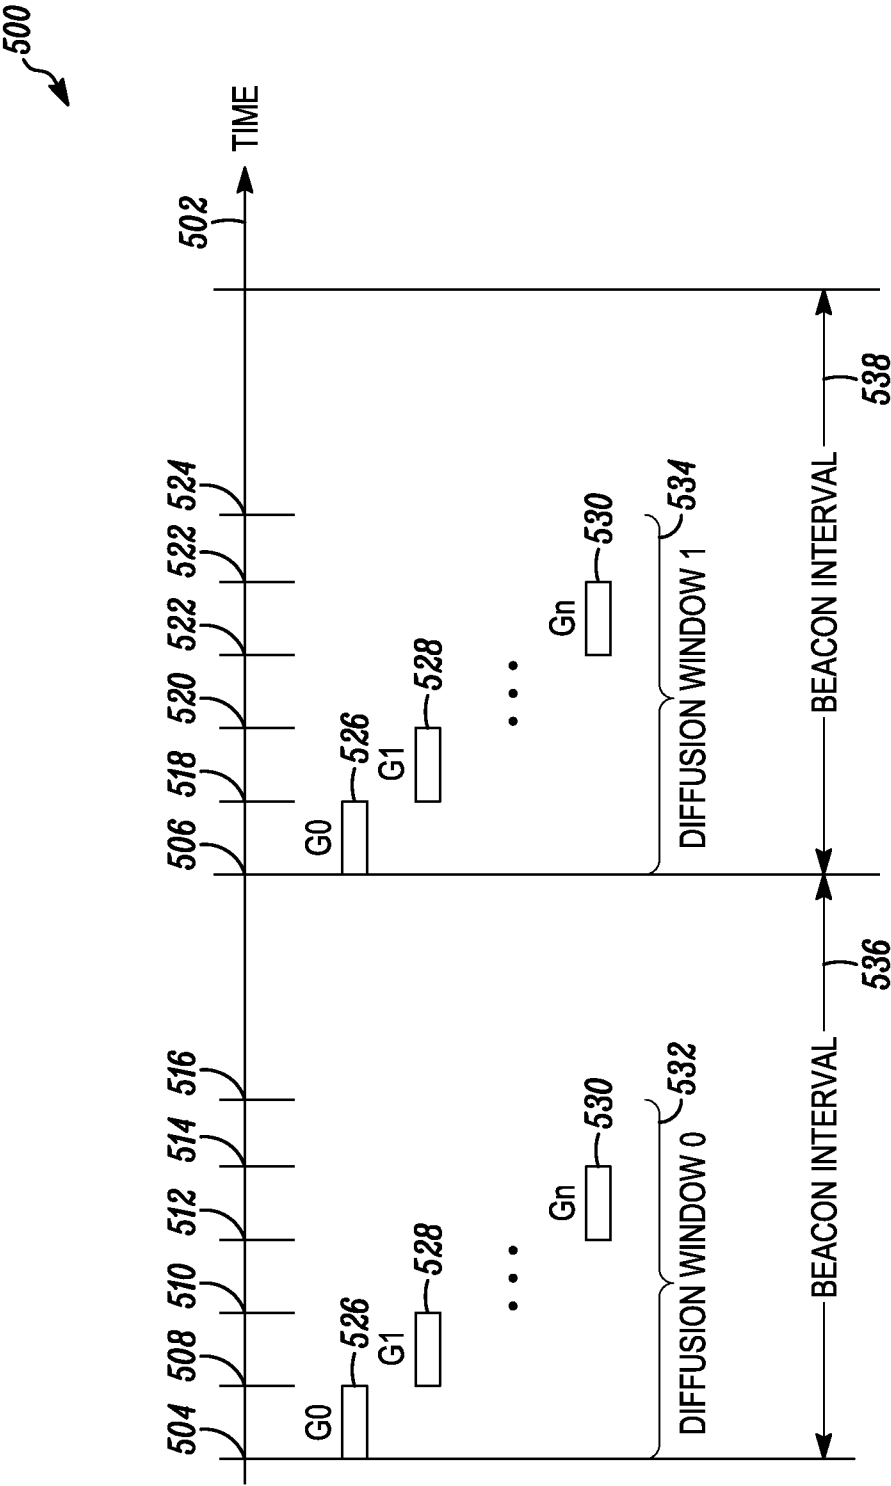 500
504 508 510 512 514 516 506 518 520 522 522 524 502
TIME
G0 G0
526 526
G1 G1
528 528
• • • • • •
Gn Gn
530 530
532 534
DIFFUSION WINDOW 0 DIFFUSION WINDOW 1
BEACON INTERVAL BEACON INTERVAL
536 538